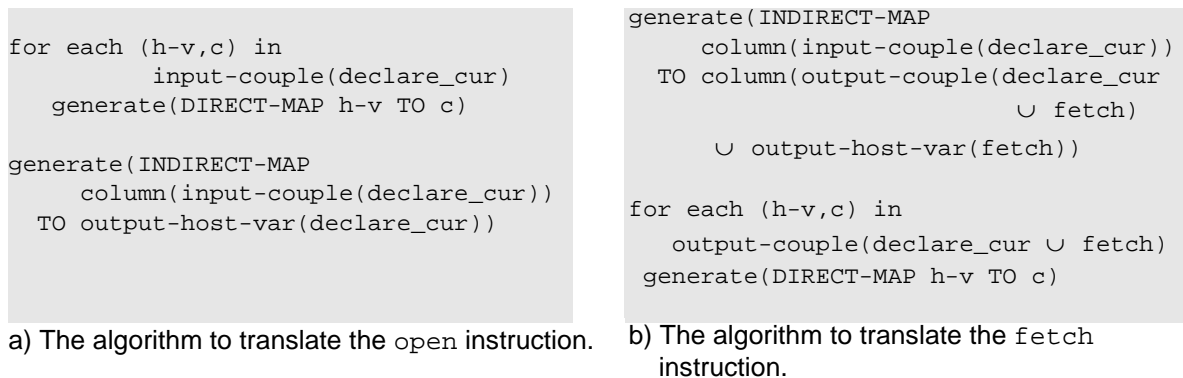 for each (h-v,c) in
input-couple(declare_cur)
generate(DIRECT-MAP h-v TO c)
generate(INDIRECT-MAP
column(input-couple(declare_cur))
TO output-host-var(declare_cur))
a) The algorithm to translate the open instruction.
generate(INDIRECT-MAP
column(input-couple(declare_cur))
TO column(output-couple(declare_cur
∪ fetch)
∪ output-host-var(fetch))
for each (h-v,c) in
output-couple(declare_cur ∪ fetch)
generate(DIRECT-MAP h-v TO c)
b) The algorithm to translate the fetch
instruction.